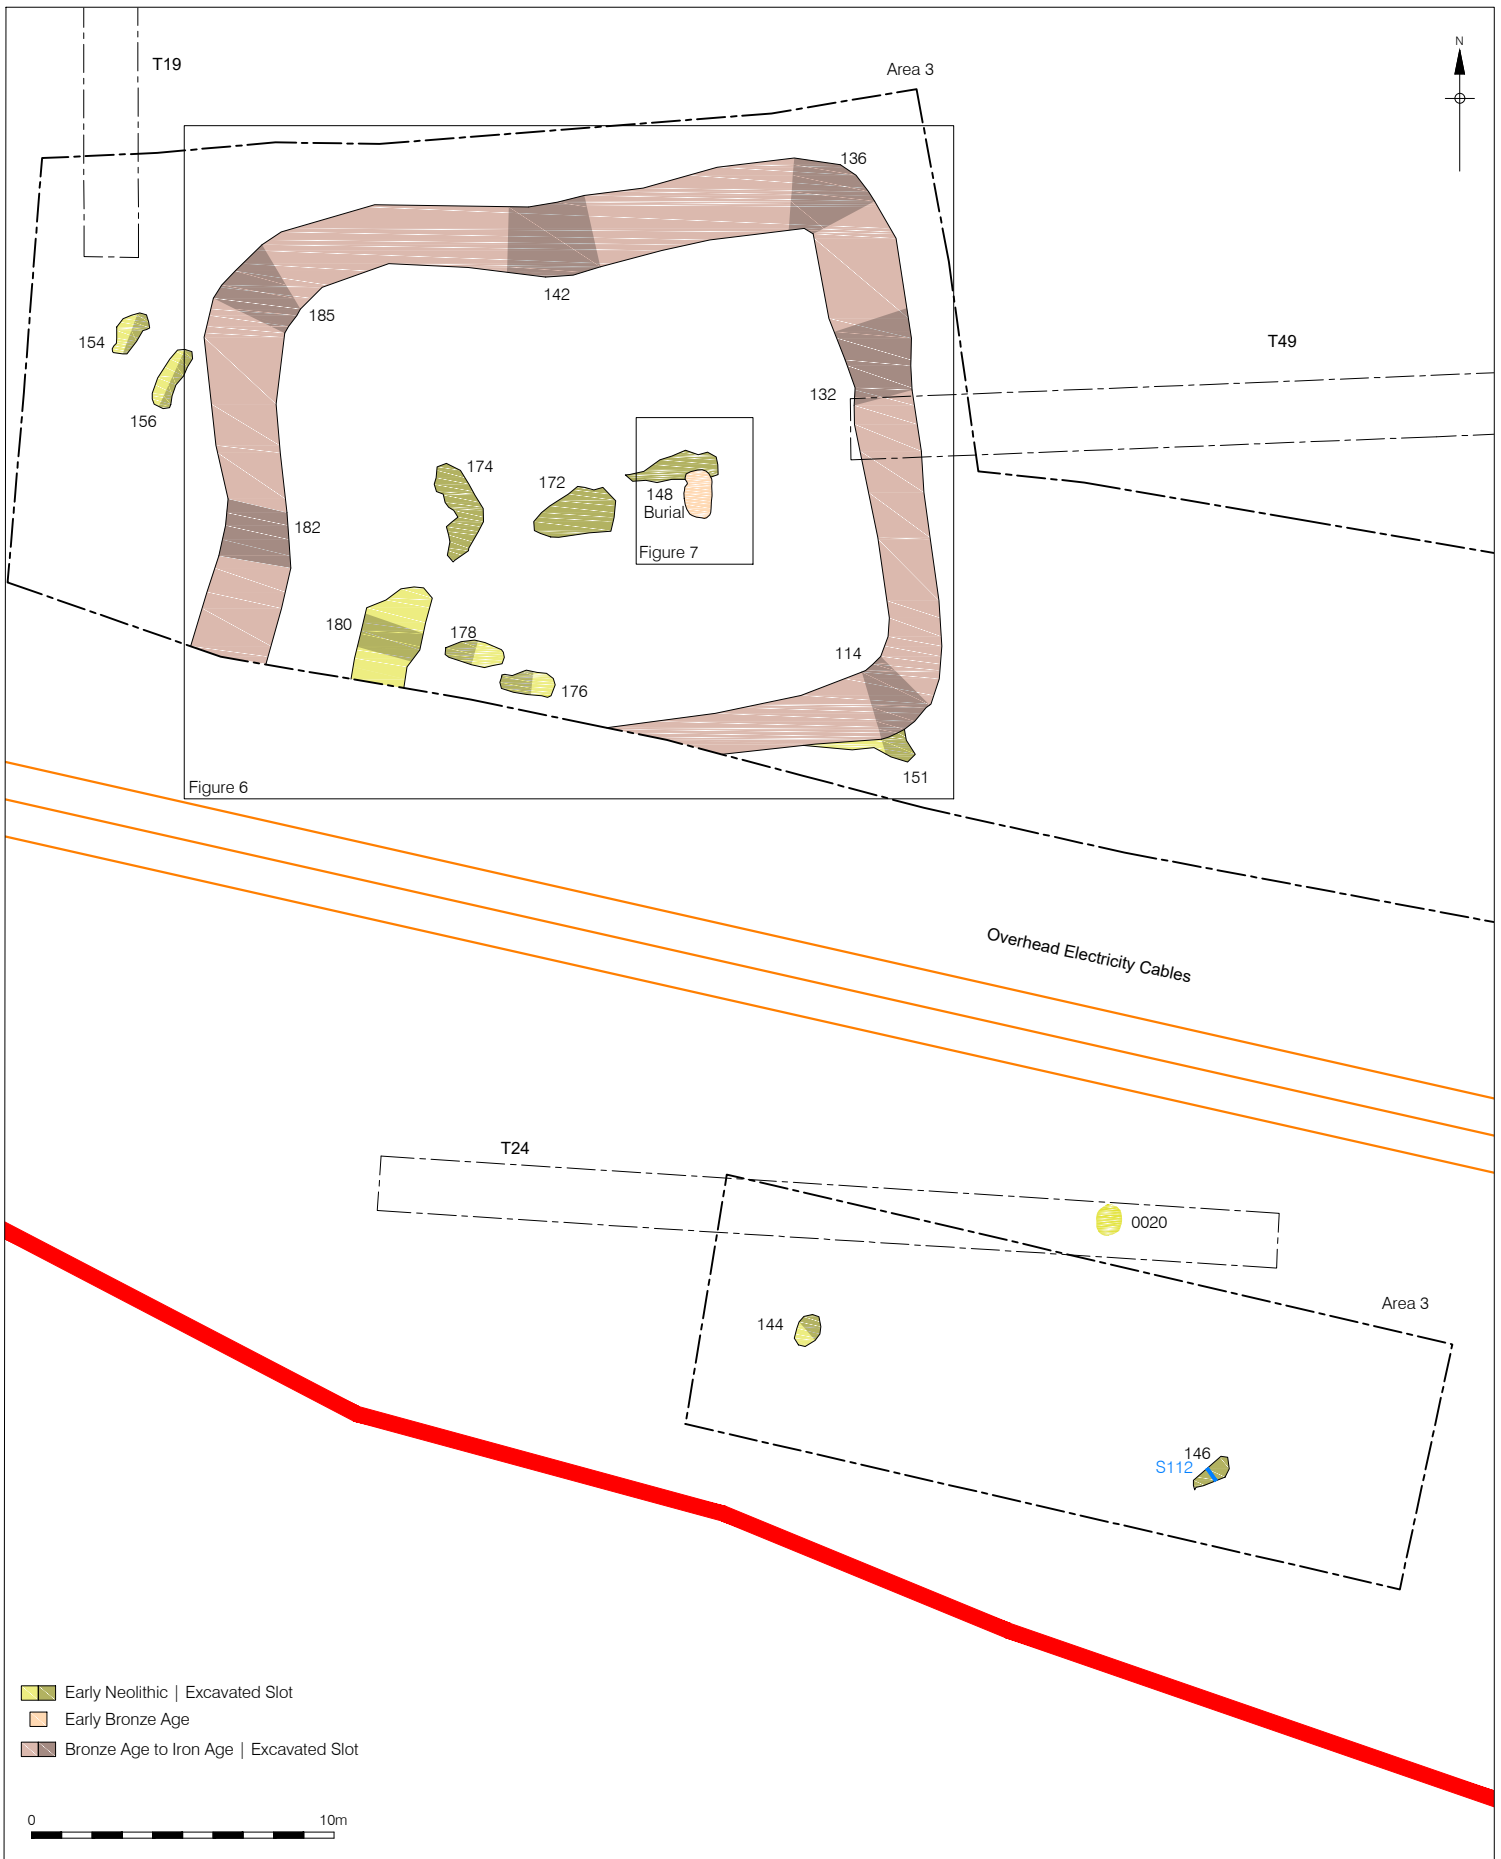 T19
Area 3
N
136
142
185
154
156
T49
132
174
172
148
Burial
Figure 7
182
180
178
176
114
151
Figure 6
Overhead Electricity Cables
T24
0020
Area 3
144
146
S112
Early Neolithic | Excavated Slot
Early Bronze Age
Bronze Age to Iron Age | Excavated Slot
0 10m